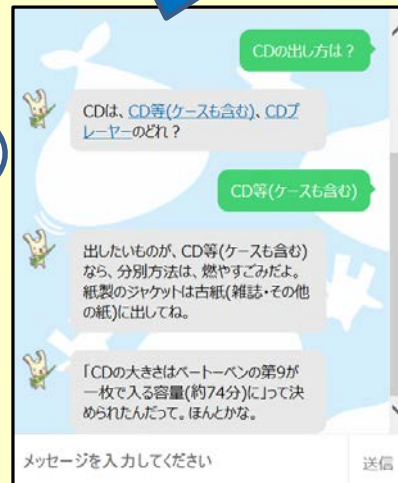 CDの出し方は？
CDは、CD等(ケースも含む)、CDプ
レーヤーのどれ？
CD等(ケースも含む)
出したいものが、CD等(ケースも含む)
なら、分別方法は、燃やすごみだよ。
紙製のジャケットは古紙(雑誌・その他
の紙)に出してね。
「CDの大きさはベートーベンの第9が
一枚で入る容量(約74分)に」って決
められたんだって。ほんとかな。
メッセージを入力してください
送信